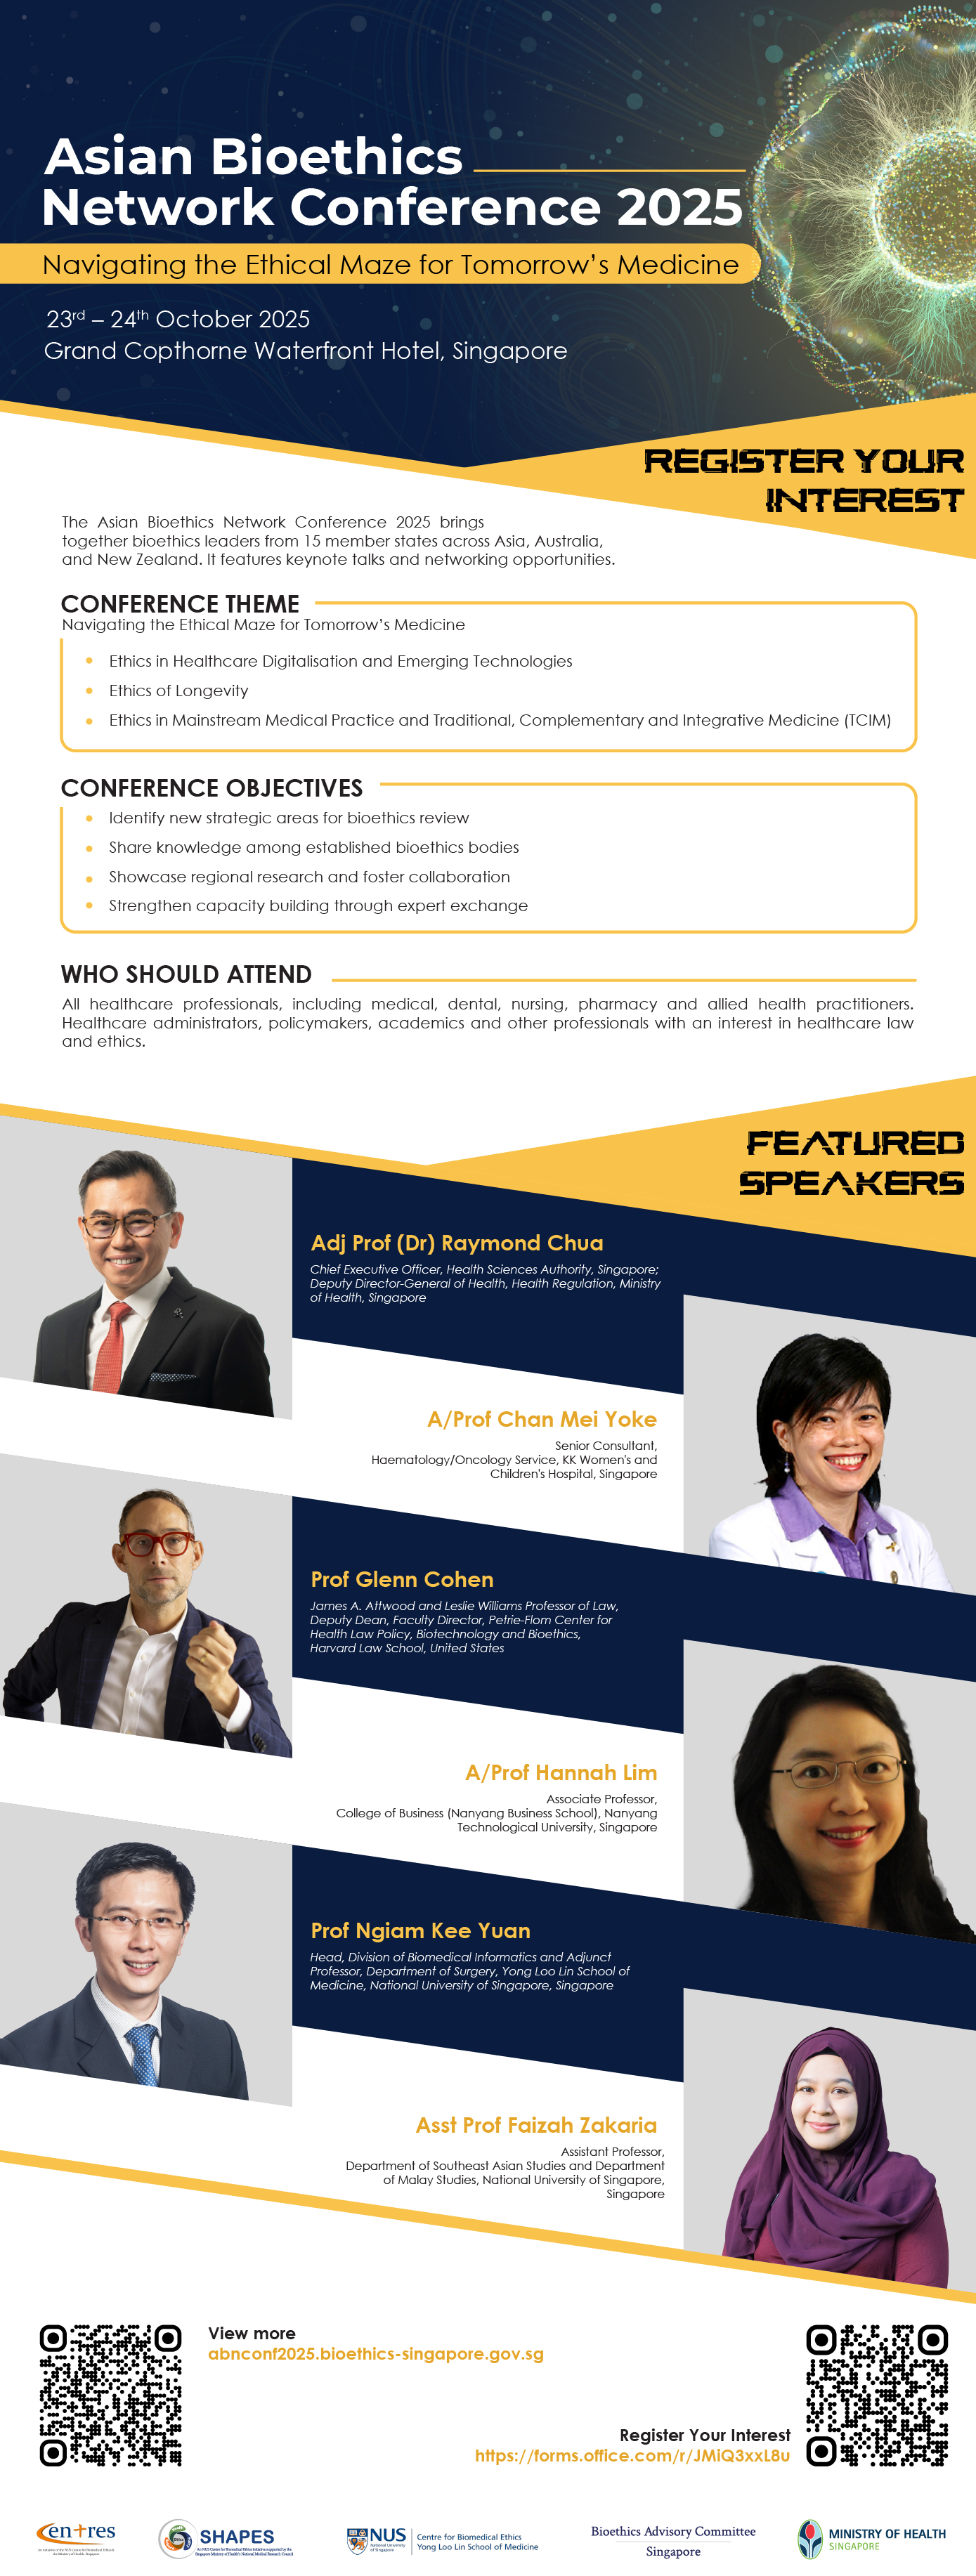 Asian Bioethics
Network Conference 2025
Navigating the Ethical Maze for Tomorrow's Medicine
23rd – 24th October 2025
Grand Copthorne Waterfront Hotel, Singapore
REGISTER YOUR
INTEREST
The Asian Bioethics Network Conference 2025 brings
together bioethics leaders from 15 member states across Asia, Australia,
and New Zealand. It features keynote talks and networking opportunities.
CONFERENCE THEME
Navigating the Ethical Maze for Tomorrow's Medicine
• Ethics in Healthcare Digitalisation and Emerging Technologies
• Ethics of Longevity
• Ethics in Mainstream Medical Practice and Traditional, Complementary and Integrative Medicine (TCIM)
CONFERENCE OBJECTIVES
• Identify new strategic areas for bioethics review
• Share knowledge among established bioethics bodies
• Showcase regional research and foster collaboration
• Strengthen capacity building through expert exchange
WHO SHOULD ATTEND
All healthcare professionals, including medical, dental, nursing, pharmacy and allied health practitioners.
Healthcare administrators, policymakers, academics and other professionals with an interest in healthcare law
and ethics.
FEATURED
SPEAKERS
Adj Prof (Dr) Raymond Chua
Chief Executive Officer, Health Sciences Authority, Singapore;
Deputy Director-General of Health, Health Regulation, Ministry
of Health, Singapore
A/Prof Chan Mei Yoke
Senior Consultant,
Haematology/Oncology Service, KK Women's and
Children's Hospital, Singapore
Prof Glenn Cohen
James A. Attwood and Leslie Williams Professor of Law,
Deputy Dean, Faculty Director, Petrie-Flom Center for
Health Law Policy, Biotechnology and Bioethics,
Harvard Law School, United States
A/Prof Hannah Lim
Associate Professor,
College of Business (Nanyang Business School), Nanyang
Technological University, Singapore
Prof Ngiam Kee Yuan
Head, Division of Biomedical Informatics and Adjunct
Professor, Department of Surgery, Yong Loo Lin School of
Medicine, National University of Singapore, Singapore
Asst Prof Faizah Zakaria
Assistant Professor,
Department of Southeast Asian Studies and Department
of Malay Studies, National University of Singapore,
Singapore
View more
abnconf2025.bioethics-singapore.gov.sg
Register Your Interest
https://forms.office.com/r/JMiQ3xxL8u
Centres
SHAPES
NUS
National University
of Singapore
Centre for Biomedical Ethics
Yong Loo Lin School of Medicine
Bioethics Advisory Committee
Singapore
MINISTRY OF HEALTH
SINGAPORE